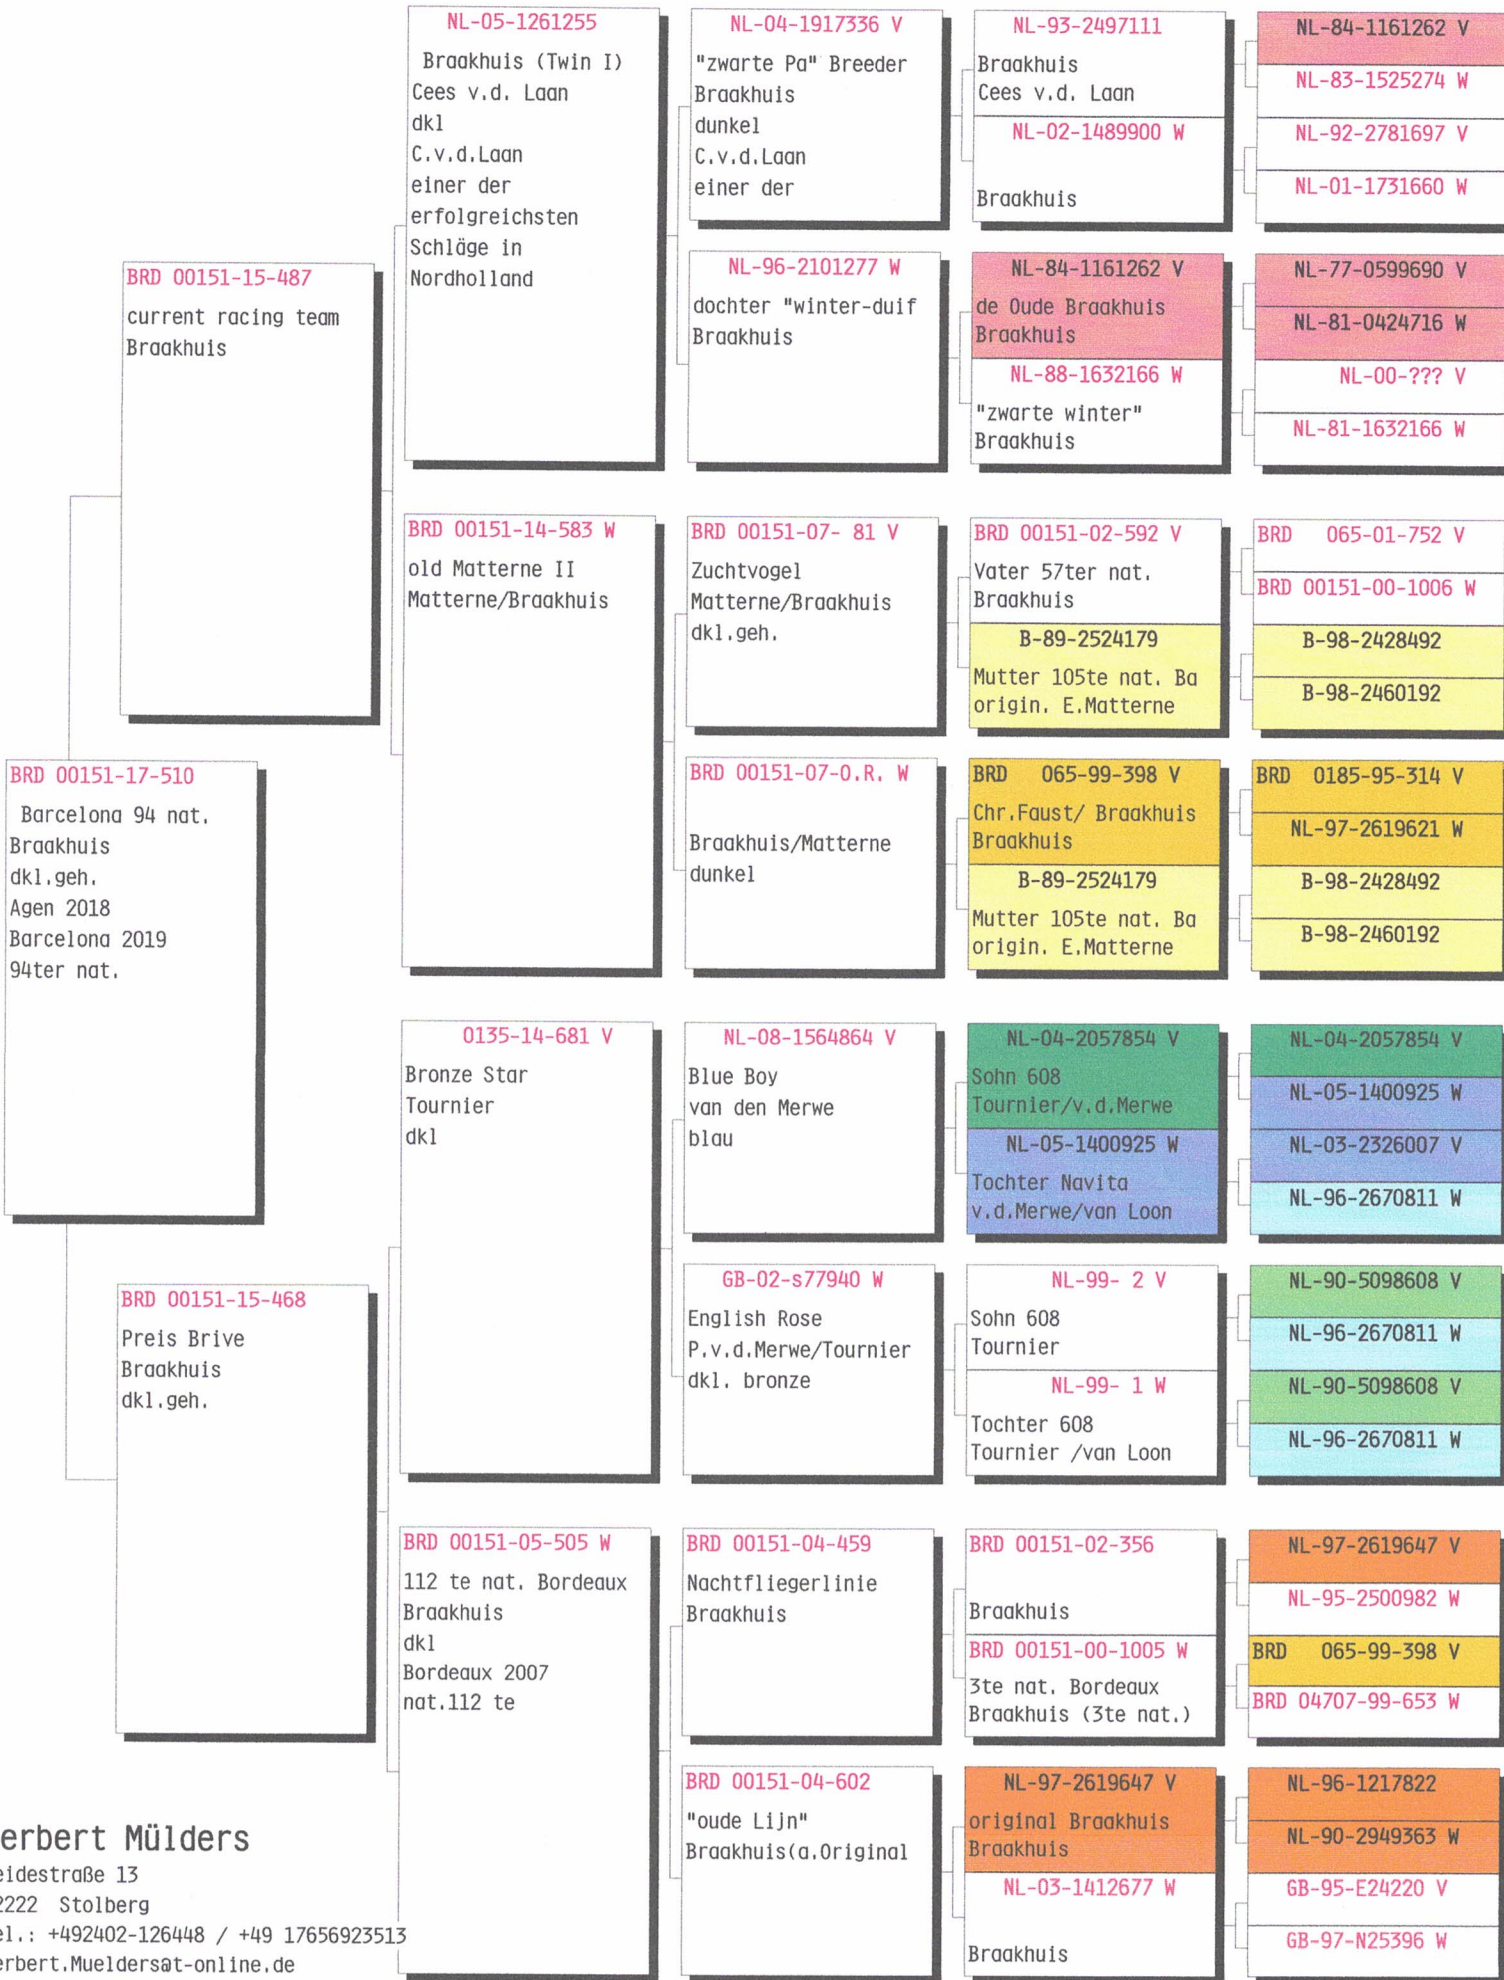 BRD 00151-17-510
Barcelona 94 nat.
Braakhuis
dkl.geh.
Agen 2018
Barcelona 2019
94ter nat.
BRD 00151-15-487
current racing team
Braakhuis
BRD 00151-15-468
Preis Brive
Braakhuis
dkl.geh.
NL-05-1261255
Braakhuis (Twin I)
Cees v.d. Laan
dkl
C.v.d.Laan
einer der
erfolgreichsten
Schläge in
Nordholland
BRD 00151-14-583 W
old Matterne II
Matterne/Braakhuis
0135-14-681 V
Bronze Star
Tournier
dkl
BRD 00151-05-505 W
112 te nat. Bordeaux
Braakhuis
dkl
Bordeaux 2007
nat.112 te
NL-04-1917336 V
"zwarte Pa" Breeder
Braakhuis
dunkel
C.v.d.Laan
einer der
NL-96-2101277 W
dochter "winter-duif
Braakhuis
BRD 00151-07- 81 V
Zuchtvogel
Matterne/Braakhuis
dkl.geh.
BRD 00151-07-O.R. W
Braakhuis/Matterne
dunkel
NL-08-1564864 V
Blue Boy
van den Merwe
blau
GB-02-s77940 W
English Rose
P.v.d.Merwe/Tournier
dkl. bronze
BRD 00151-04-459
Nachtfliegerlinie
Braakhuis
BRD 00151-04-602
"oude Lijn"
Braakhuis(a.Original
NL-93-2497111
Braakhuis
Cees v.d. Laan
NL-02-1489900 W
Braakhuis
NL-84-1161262 V
de Oude Braakhuis
Braakhuis
NL-88-1632166 W
"zwarte winter"
Braakhuis
BRD 00151-02-592 V
Vater 57ter nat.
Braakhuis
B-89-2524179
Mutter 105te nat. Ba
origin. E.Matterne
BRD 065-99-398 V
Chr.Faust/ Braakhuis
Braakhuis
B-89-2524179
Mutter 105te nat. Ba
origin. E.Matterne
NL-04-2057854 V
Sohn 608
Tournier/v.d.Merwe
NL-05-1400925 W
Tochter Navita
v.d.Merwe/van Loon
NL-99- 2 V
Sohn 608
Tournier
NL-99- 1 W
Tochter 608
Tournier /van Loon
BRD 00151-02-356
Braakhuis
BRD 00151-00-1005 W
3te nat. Bordeaux
Braakhuis (3te nat.)
NL-97-2619647 V
original Braakhuis
Braakhuis
NL-03-1412677 W
Braakhuis
NL-84-1161262 V
NL-83-1525274 W
NL-92-2781697 V
NL-01-1731660 W
NL-77-0599690 V
NL-81-0424716 W
NL-00-??? V
NL-81-1632166 W
BRD 065-01-752 V
BRD 00151-00-1006 W
B-98-2428492
B-98-2460192
BRD 0185-95-314 V
NL-97-2619621 W
B-98-2428492
B-98-2460192
NL-04-2057854 V
NL-05-1400925 W
NL-03-2326007 V
NL-96-2670811 W
NL-90-5098608 V
NL-96-2670811 W
NL-90-5098608 V
NL-96-2670811 W
NL-97-2619647 V
NL-95-2500982 W
BRD 065-99-398 V
BRD 04707-99-653 W
NL-96-1217822
NL-90-2949363 W
GB-95-E24220 V
GB-97-N25396 W
erbert Mülders
eidestraße 13
2222 Stolberg
el.: +492402-126448 / +49 17656923513
erbert.Mueldersat-online.de